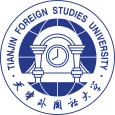 TIANJIN FOREIGN STUDIES UNIVERSITY
天津外国语大学